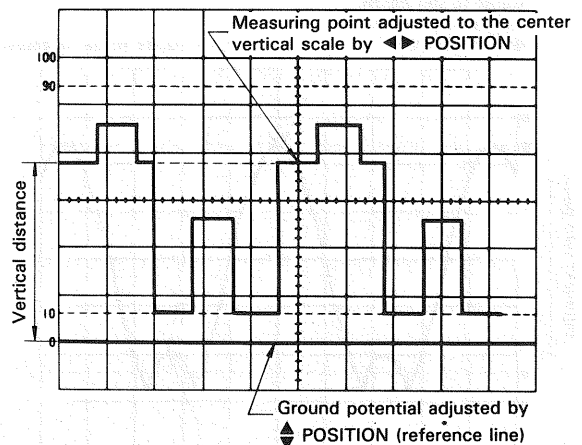 Measuring point adjusted to the center
vertical scale by ◀▶ POSITION
100
90
Vertical distance
10
0
Ground potential adjusted by
▲▼ POSITION (reference line)